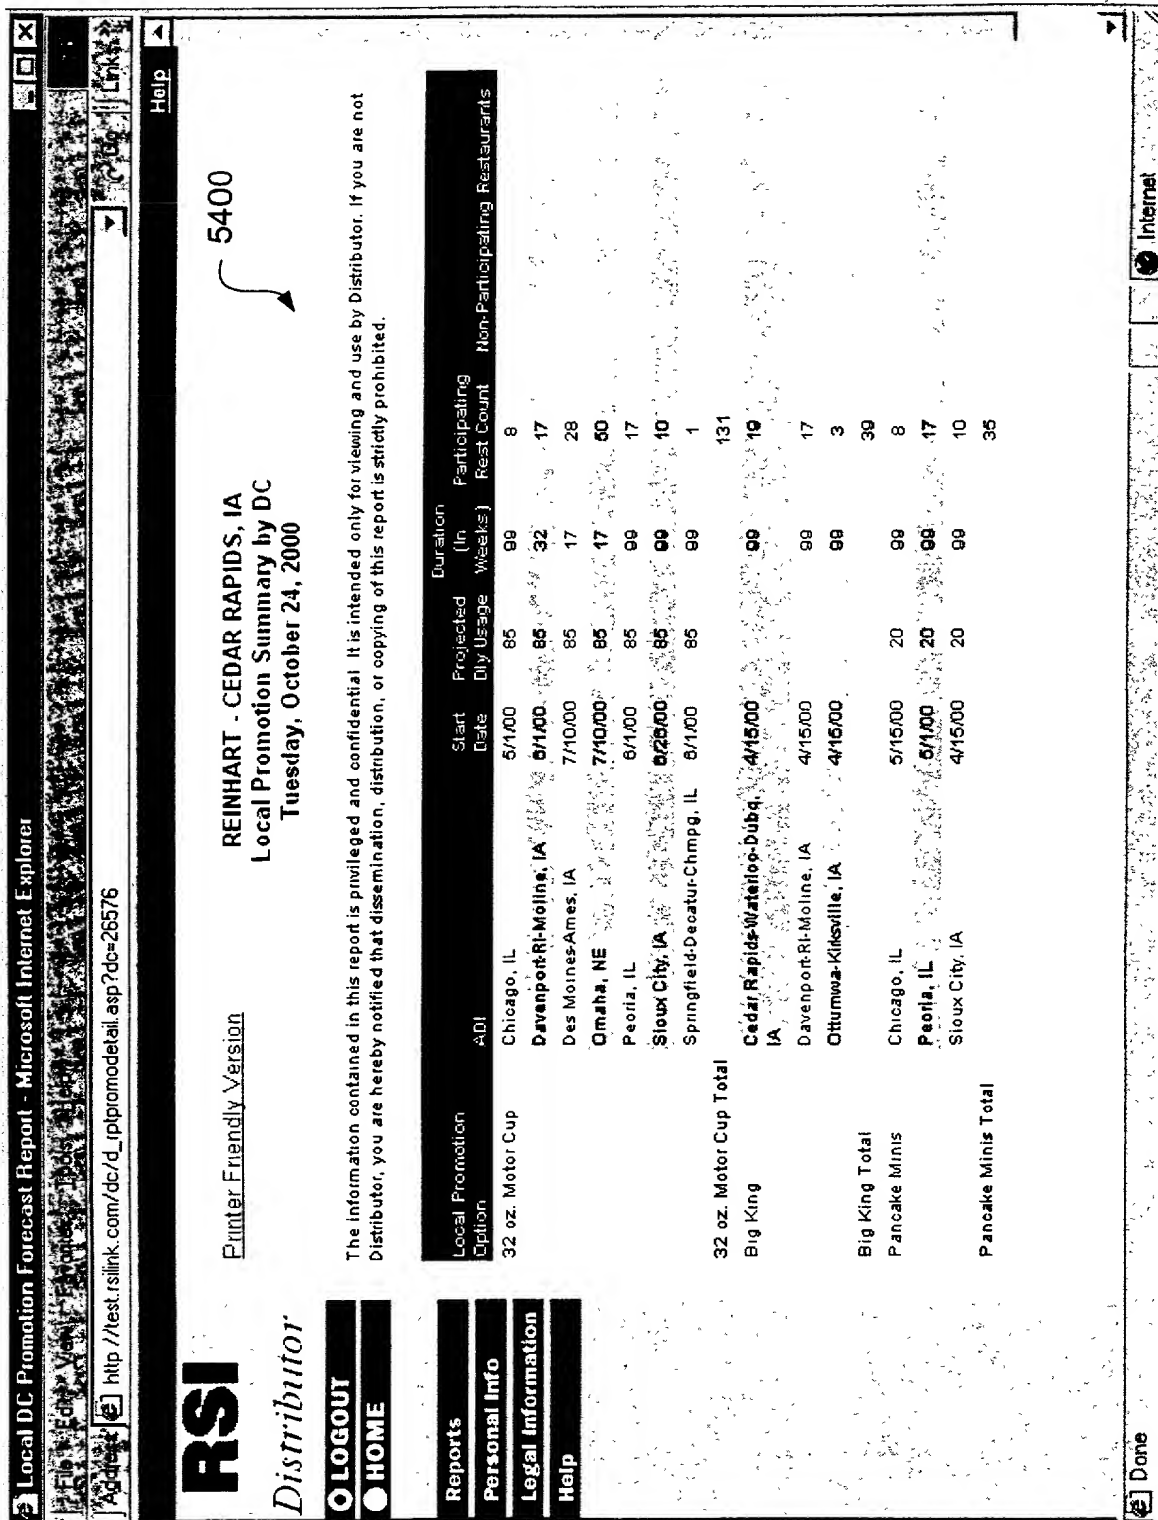 Local DC Promotion Forecast Report - Microsoft Internet Explorer
File Edit View Favorites Tools Help
Address http://test.rsilink.com/dc/d_rptpromodetail.asp?dc=26576 Go Links
Help
RSI
Distributor
LOGOUT
HOME
Reports
Personal Info
Legal Information
Help
Printer Friendly Version
REINHART - CEDAR RAPIDS, IA
Local Promotion Summary by DC
Tuesday, October 24, 2000
5400
The information contained in this report is privileged and confidential. It is intended only for viewing and use by Distributor. If you are not
Distributor, you are hereby notified that dissemination, distribution, or copying of this report is strictly prohibited.
Local Promotion Option ADI Start Date Projected Dly Usage Duration (In Weeks) Participating Rest Count Non-Participating Restaurants
32 oz. Motor Cup Chicago, IL 5/1/00 85 99 8
Davenport-RI-Moline, IA 6/1/00 85 32 17
Des Moines-Ames, IA 7/10/00 85 17 28
Omaha, NE 7/10/00 85 17 50
Peoria, IL 6/1/00 85 99 17
Sioux City, IA 85 99 10
Springfield-Decatur-Chmpg, IL 6/1/00 85 99 1
32 oz. Motor Cup Total 131
Big King Cedar Rapids-Waterloo-Dubq, 4/15/00 99 19
IA
Davenport-RI-Moline, IA 4/15/00 99 17
Ottumwa-Kirksville, IA 4/15/00 99 3
Big King Total 39
Pancake Minis Chicago, IL 5/15/00 20 99 8
Peoria, IL 5/1/00 20 99 17
Sioux City, IA 4/15/00 20 99 10
Pancake Minis Total 35
Done Internet